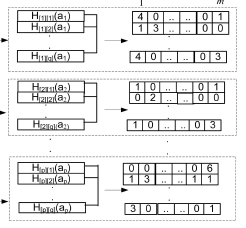 1 m
H[1][1](a1) 4 0 .. .. 0 1
H[1][2](a1) 1 3 .. .. 0 0
H[1][q](a1) 4 0 .. .. 0 3
H[2][1](a2) 1 0 .. .. 0 1
H[2][2](a2) 0 2 .. .. 0 0
H[2][q](a2) 1 0 .. .. 0 3
H[p][1](ap) 0 0 .. .. 0 6
H[p][2](ap) 1 3 .. .. 1 1
H[p][q](ap) 3 0 .. .. 0 1